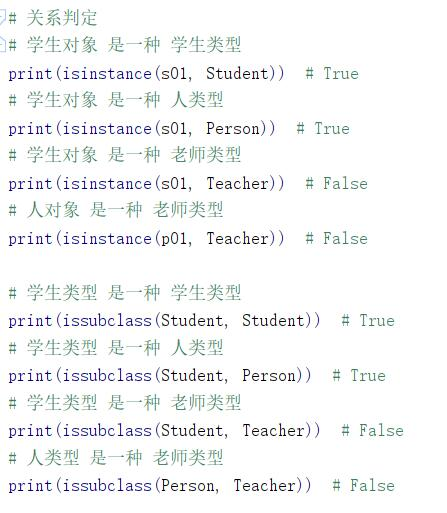 # 关系判定
# 学生对象 是一种 学生类型
print(isinstance(s01, Student))  # True
# 学生对象 是一种 人类型
print(isinstance(s01, Person))  # True
# 学生对象 是一种 老师类型
print(isinstance(s01, Teacher))  # False
# 人对象 是一种 老师类型
print(isinstance(p01, Teacher))  # False
# 学生类型 是一种 学生类型
print(issubclass(Student, Student))  # True
# 学生类型 是一种 人类型
print(issubclass(Student, Person))  # True
# 学生类型 是一种 老师类型
print(issubclass(Student, Teacher))  # False
# 人类型 是一种 老师类型
print(issubclass(Person, Teacher))  # False